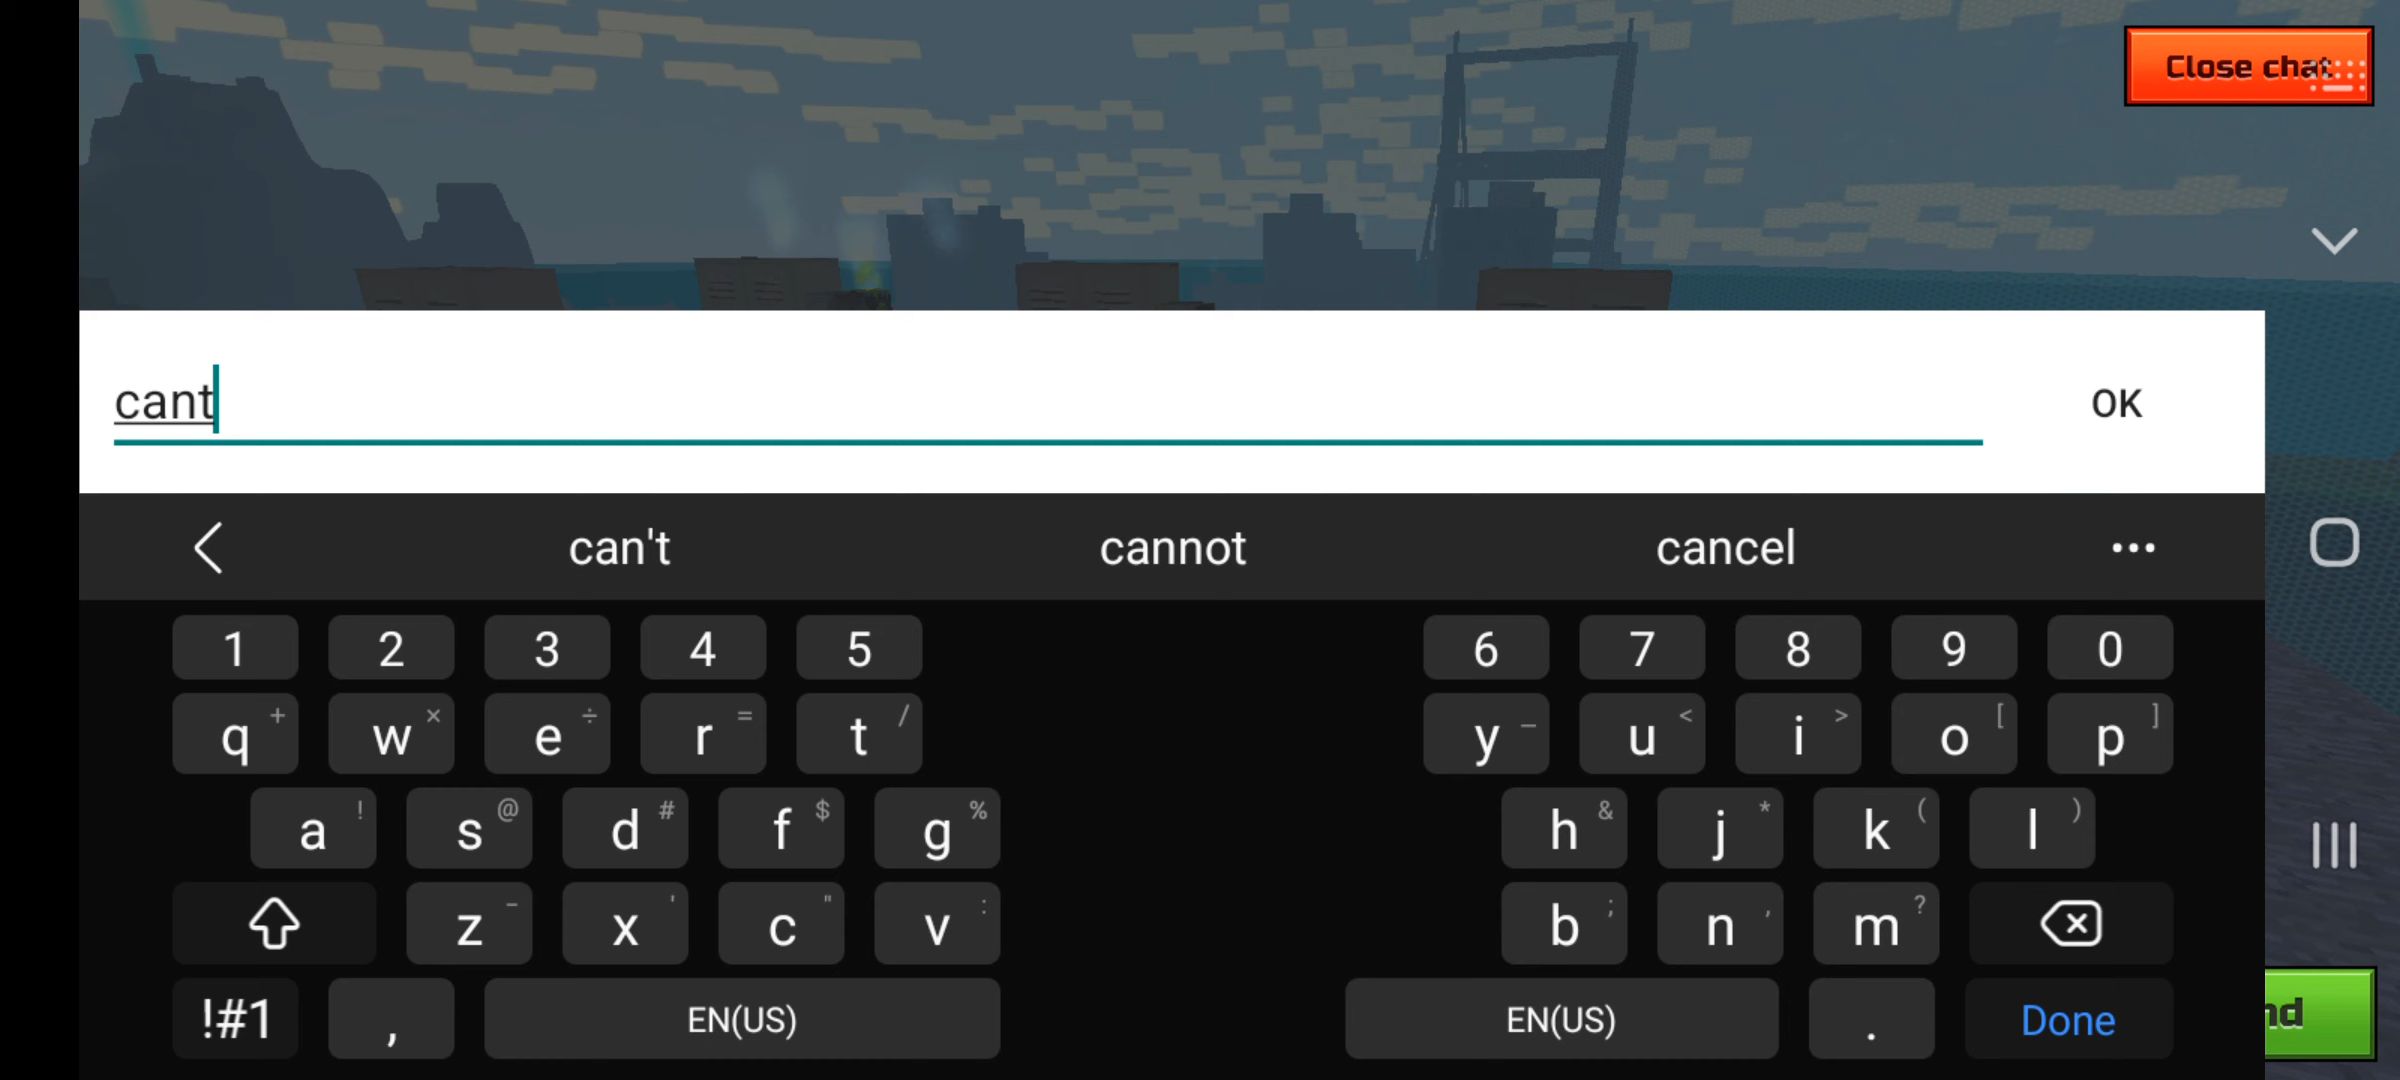 Close chat
cant
OK
can't cannot cancel •••
1 2 3 4 5 6 7 8 9 0
q + w × e ÷ r = t / y _ u < i > o [ p ]
a ! s @ d # f $ g % h & j * k ( l )
z - x ' c " v : b ; n , m ?
!#1 , EN(US) EN(US) . Done
nd